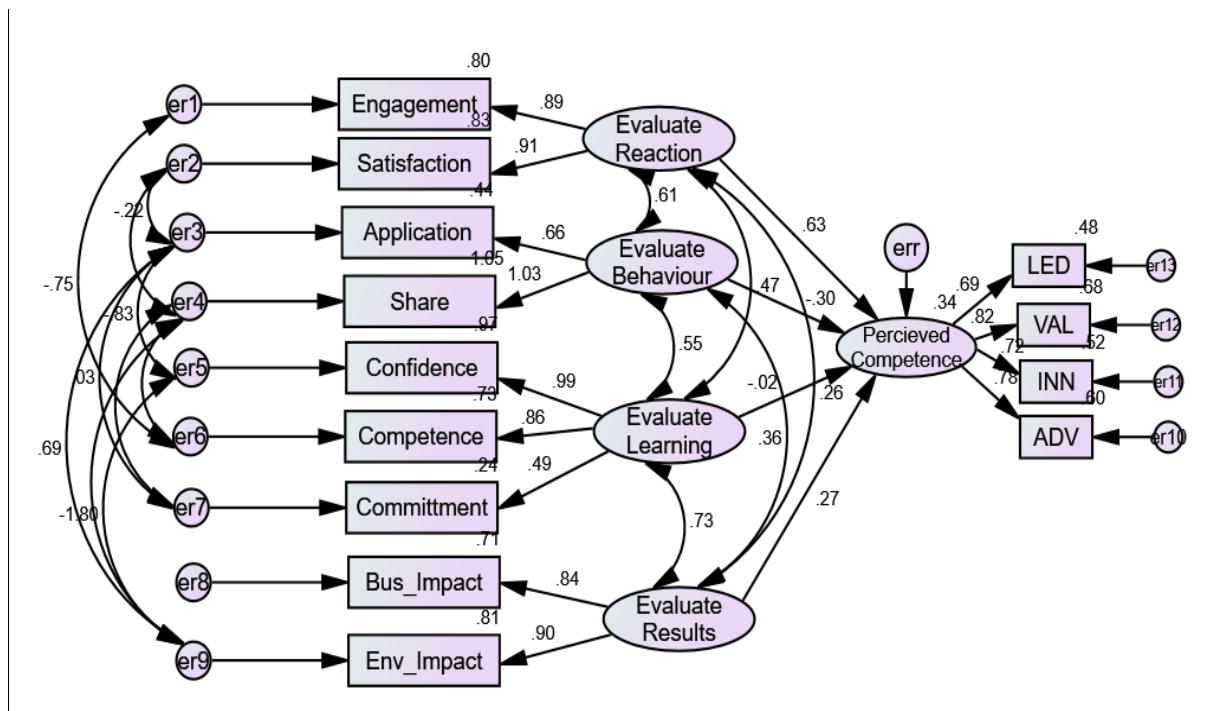 .80
er1
Engagement
.89
Evaluate
Reaction
.83
er2
Satisfaction
.91
.44
-.22
.61
er3
Application
.66
.63
.48
1.05
Evaluate
Behaviour
err
LED
er13
er4
Share
1.03
.47
-.30
.34
.69
.68
-.75
-.83
.97
.55
Percieved
Competence
.82
VAL
er12
er5
Confidence
.99
.72
.52
.03
.73
-.02
.26
.78
INN
er11
.60
er6
Competence
.86
Evaluate
Learning
.36
ADV
er10
.69
.24
.49
er7
Committment
.27
-1.80
.71
.73
er8
Bus_Impact
.84
Evaluate
Results
.81
er9
Env_Impact
.90